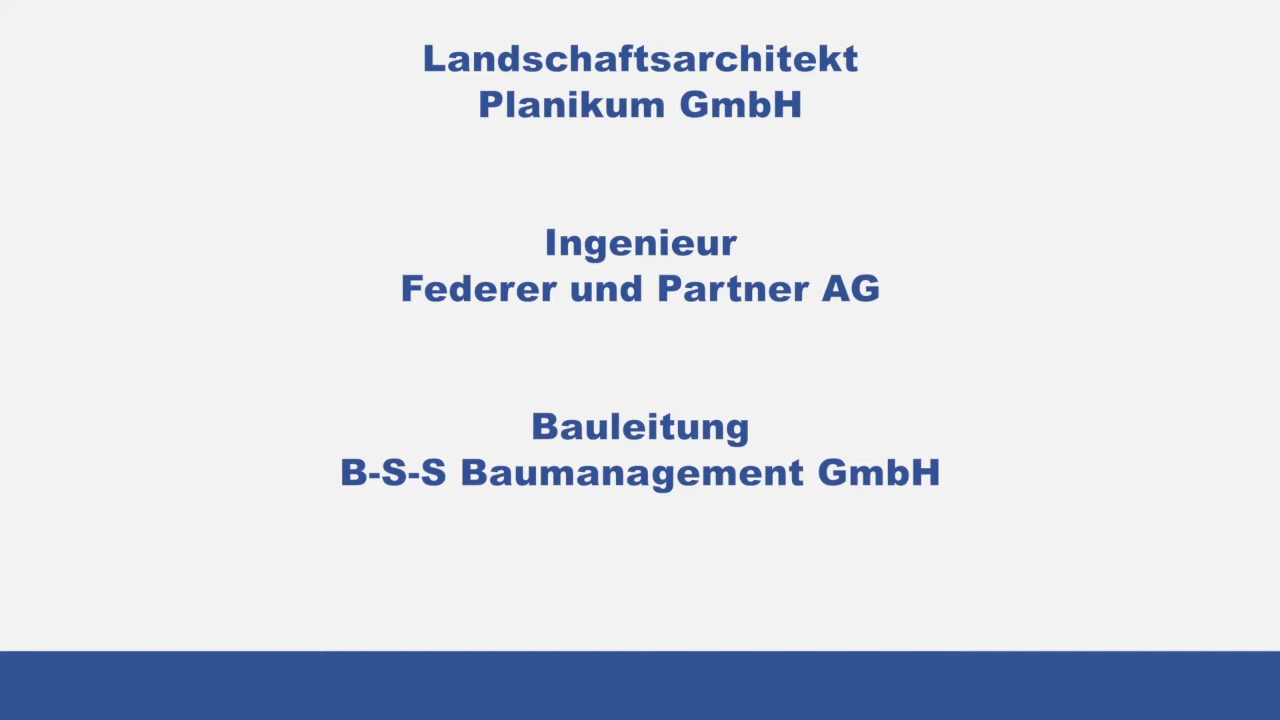 Landschaftsarchitekt
Planikum GmbH
Ingenieur
Federer und Partner AG
Bauleitung
B-S-S Baumanagement GmbH